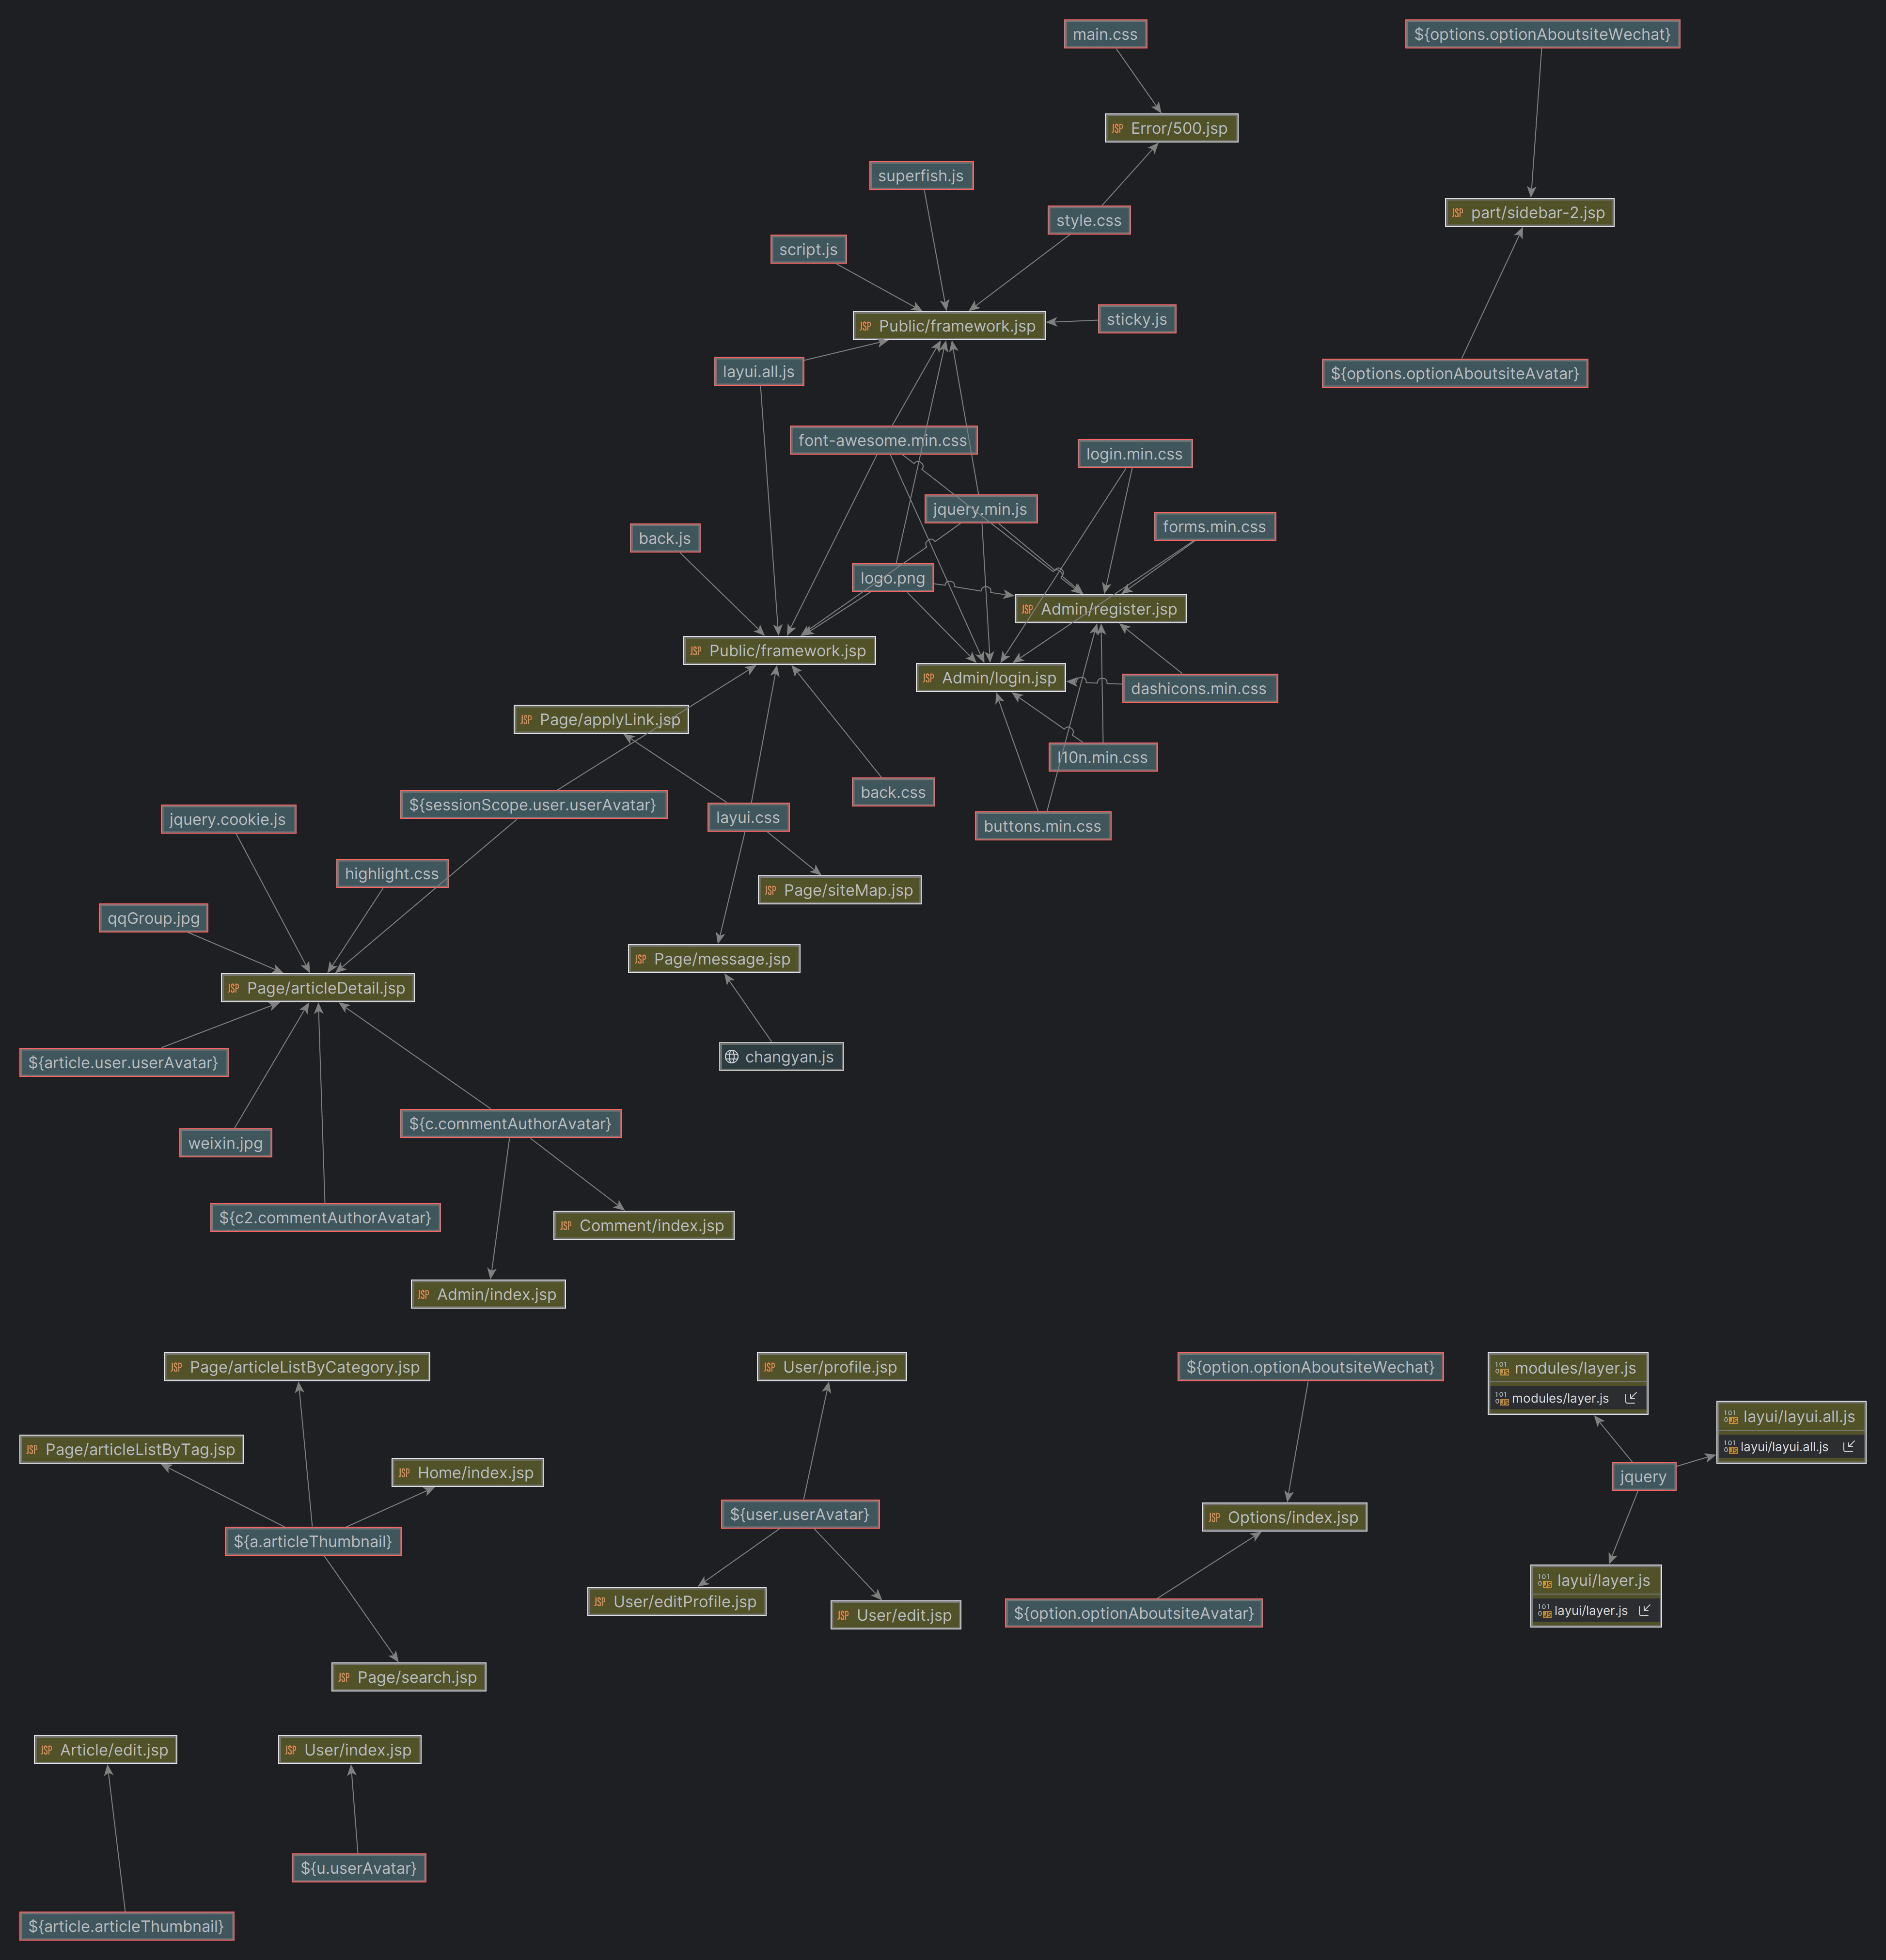 main.css
${options.optionAboutsiteWechat}
JSP Error/500.jsp
superfish.js
style.css
JSP part/sidebar-2.jsp
script.js
sticky.js
JSP Public/framework.jsp
layui.all.js
${options.optionAboutsiteAvatar}
font-awesome.min.css
login.min.css
jquery.min.js
forms.min.css
back.js
logo.png
JSP Admin/register.jsp
JSP Public/framework.jsp
JSP Admin/login.jsp
dashicons.min.css
JSP Page/applyLink.jsp
l10n.min.css
back.css
${sessionScope.user.userAvatar}
jquery.cookie.js
layui.css
buttons.min.css
highlight.css
JSP Page/siteMap.jsp
qqGroup.jpg
JSP Page/message.jsp
JSP Page/articleDetail.jsp
changyan.js
${article.user.userAvatar}
${c.commentAuthorAvatar}
weixin.jpg
${c2.commentAuthorAvatar}
JSP Comment/index.jsp
JSP Admin/index.jsp
JSP Page/articleListByCategory.jsp
JSP User/profile.jsp
${option.optionAboutsiteWechat}
modules/layer.js
modules/layer.js
layui/layui.all.js
layui/layui.all.js
JSP Page/articleListByTag.jsp
JSP Home/index.jsp
jquery
${user.userAvatar}
JSP Options/index.jsp
${a.articleThumbnail}
layui/layer.js
layui/layer.js
JSP User/editProfile.jsp
JSP User/edit.jsp
${option.optionAboutsiteAvatar}
JSP Page/search.jsp
JSP Article/edit.jsp
JSP User/index.jsp
${u.userAvatar}
${article.articleThumbnail}